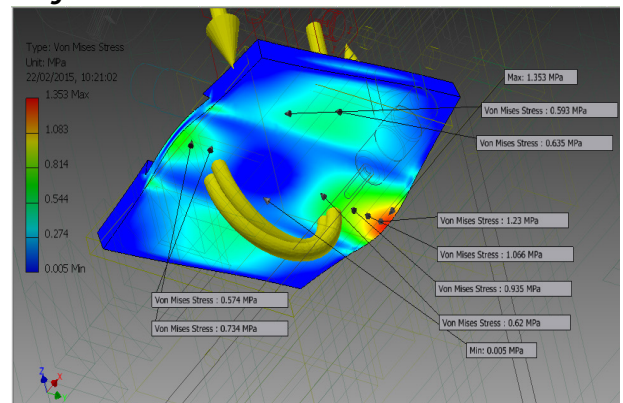 Type: Von Mises Stress
Unit: MPa
22/02/2015, 10:21:02
1.353 Max
1.083
0.814
0.544
0.274
0.005 Min
Max: 1.353 MPa
Von Mises Stress : 0.593 MPa
Von Mises Stress : 0.635 MPa
Von Mises Stress : 1.23 MPa
Von Mises Stress : 1.066 MPa
Von Mises Stress : 0.935 MPa
Von Mises Stress : 0.62 MPa
Min: 0.005 MPa
Von Mises Stress : 0.574 MPa
Von Mises Stress : 0.734 MPa
Z
X